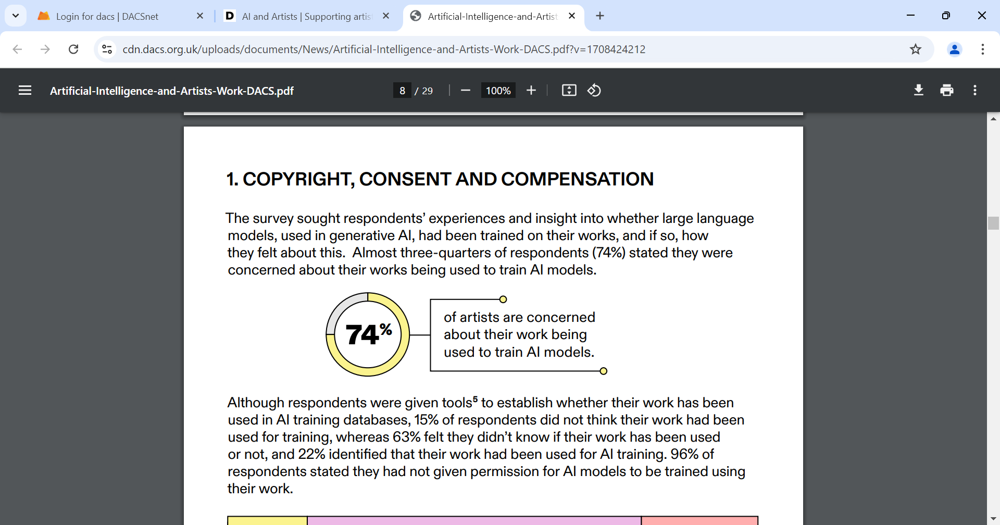 Login for dacs | DACSnet
AI and Artists | Supporting artis
Artificial-Intelligence-and-Artist
cdn.dacs.org.uk/uploads/documents/News/Artificial-Intelligence-and-Artists-Work-DACS.pdf?v=1708424212
Artificial-Intelligence-and-Artists-Work-DACS.pdf
8 / 29
100%
1. COPYRIGHT, CONSENT AND COMPENSATION
The survey sought respondents’ experiences and insight into whether large language
models, used in generative AI, had been trained on their works, and if so, how
they felt about this.  Almost three-quarters of respondents (74%) stated they were
concerned about their works being used to train AI models.
74%
of artists are concerned
about their work being
used to train AI models.
Although respondents were given tools⁵ to establish whether their work has been
used in AI training databases, 15% of respondents did not think their work had been
used for training, whereas 63% felt they didn’t know if their work has been used
or not, and 22% identified that their work had been used for AI training. 96% of
respondents stated they had not given permission for AI models to be trained using
their work.